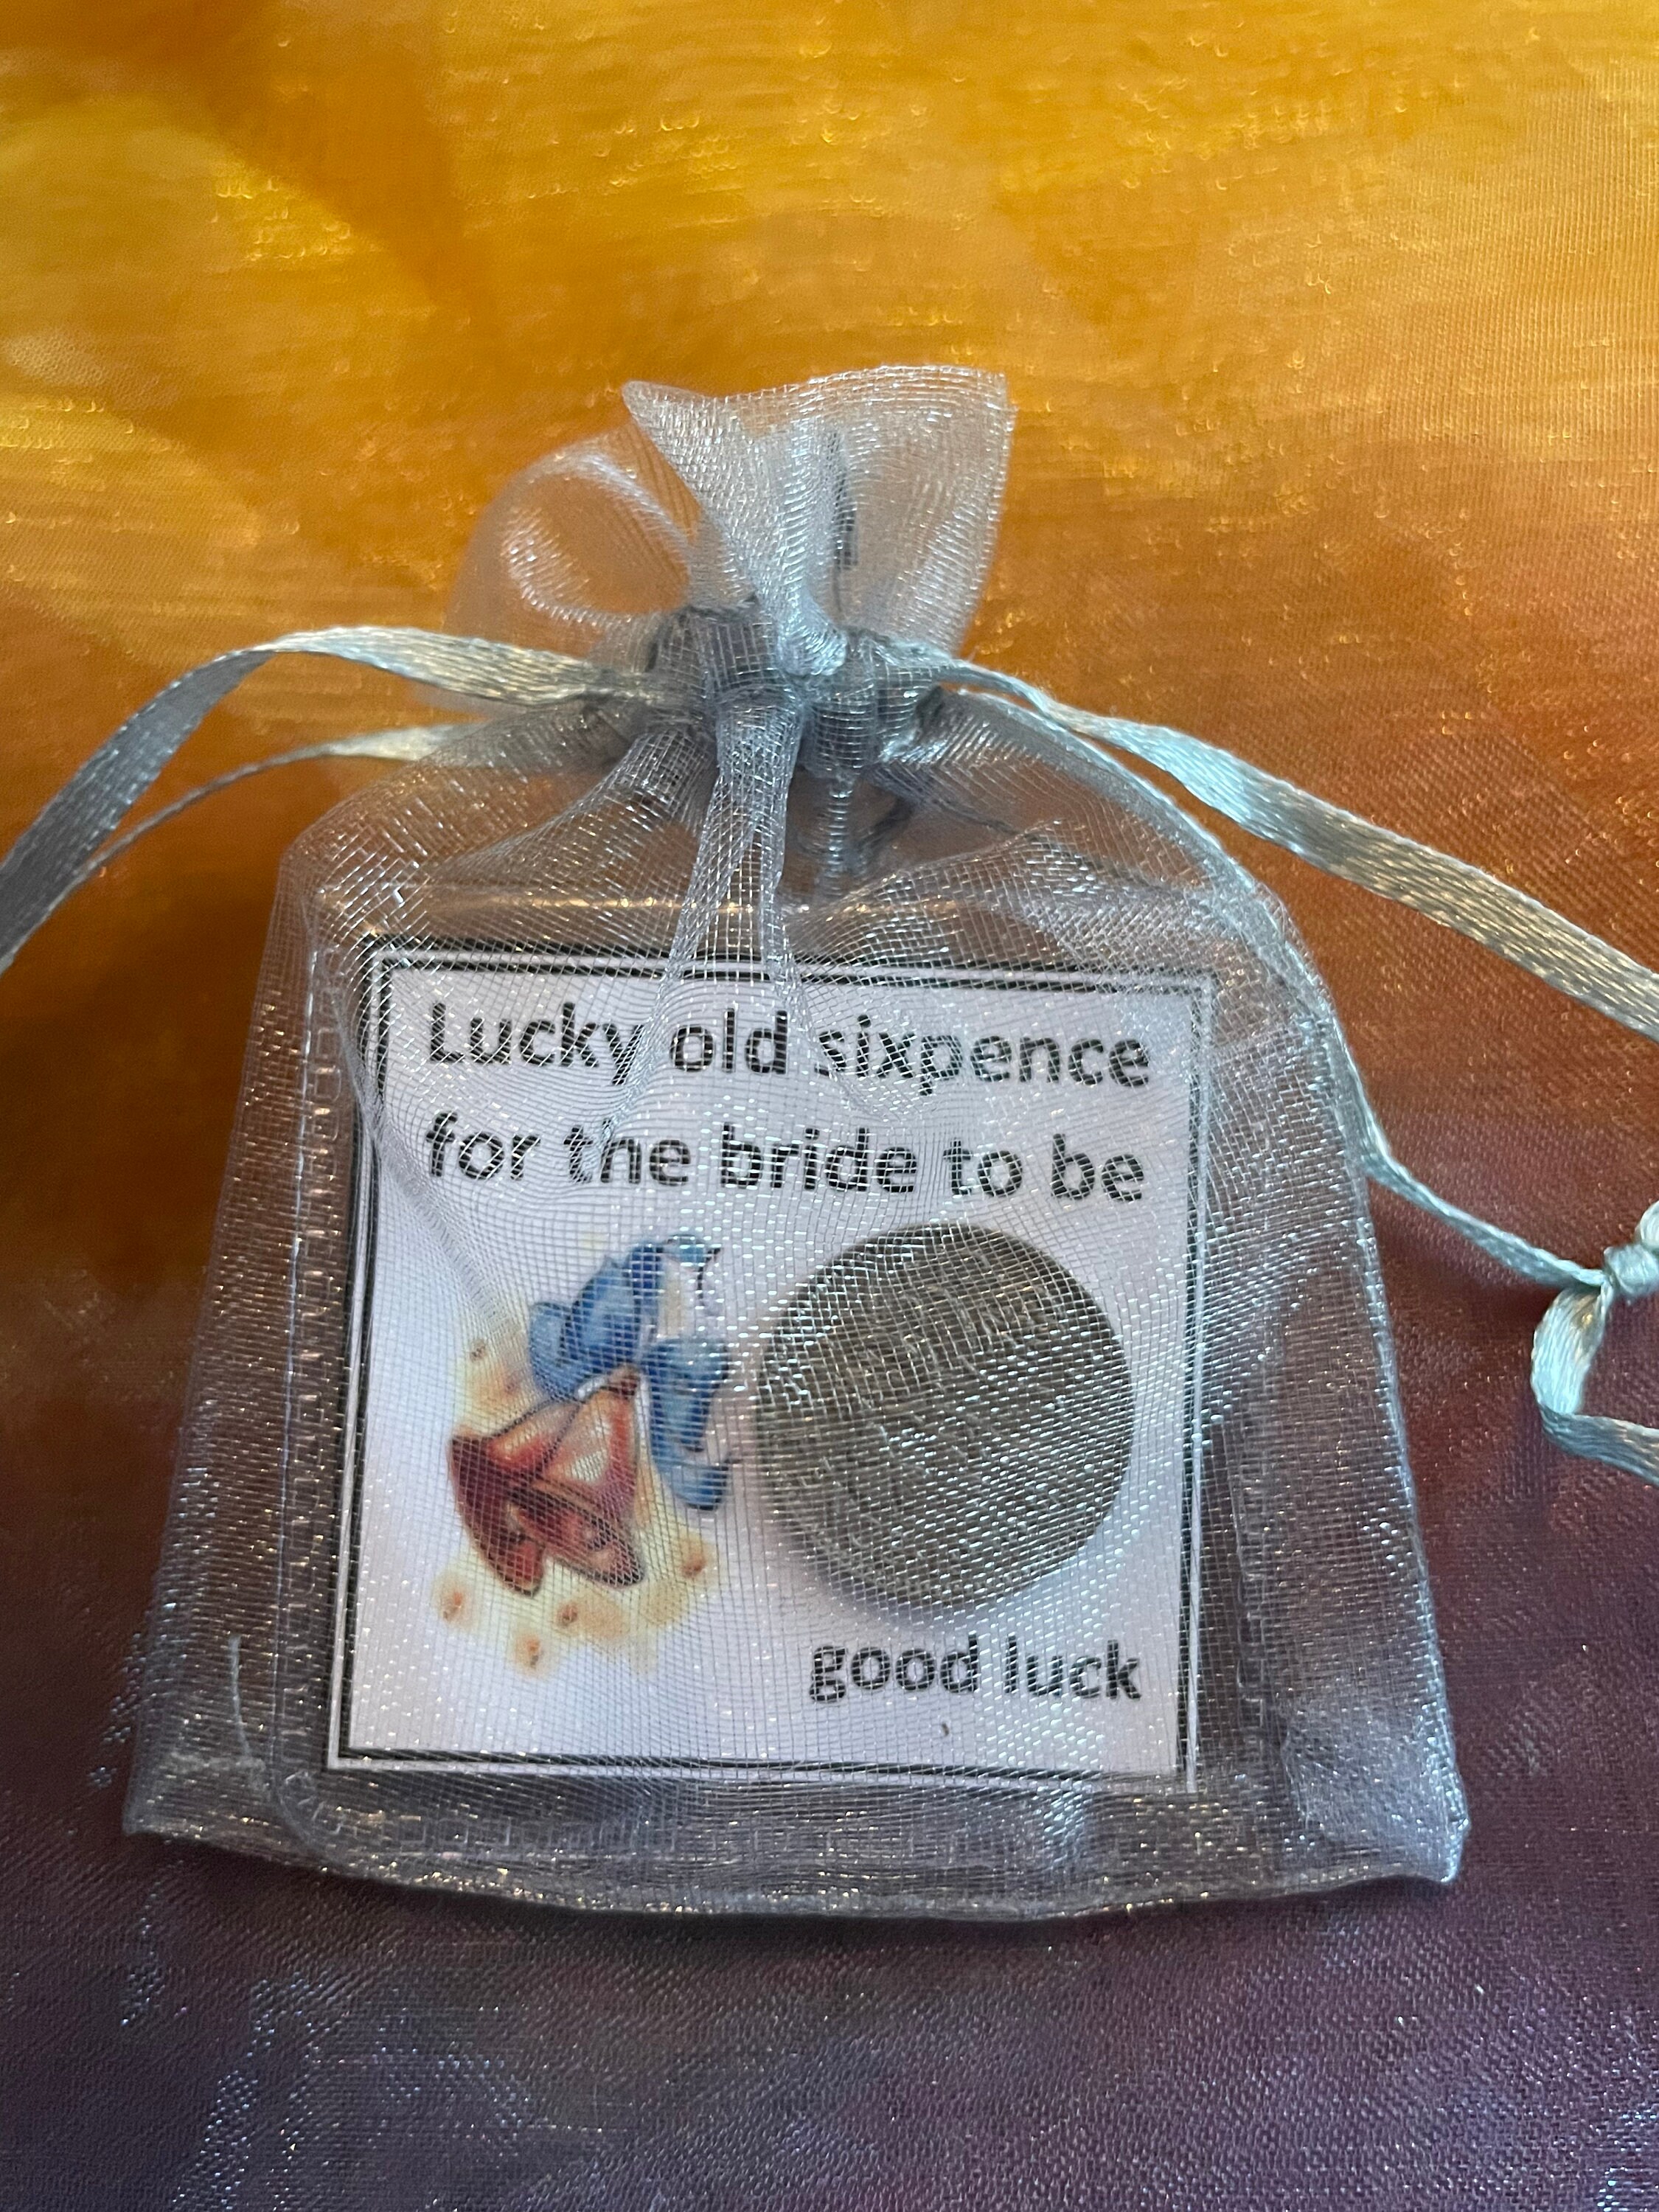 Lucky old sixpence
for the bride to be
good luck